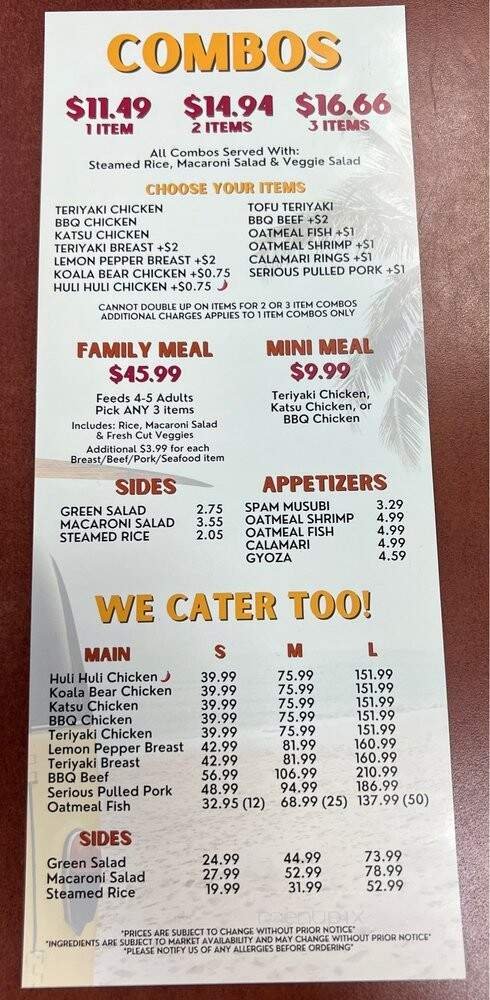 COMBOS
$11.49 $14.94 $16.66
1 ITEM 2 ITEMS 3 ITEMS
All Combos Served With:
Steamed Rice, Macaroni Salad & Veggie Salad
CHOOSE YOUR ITEMS
TERIYAKI CHICKEN
BBQ CHICKEN
KATSU CHICKEN
TERIYAKI BREAST +$2
LEMON PEPPER BREAST +$2
KOALA BEAR CHICKEN +$0.75
HULI HULI CHICKEN +$0.75
TOFU TERIYAKI
BBQ BEEF +$2
OATMEAL FISH +$1
OATMEAL SHRIMP +$1
CALAMARI RINGS +$1
SERIOUS PULLED PORK +$1
CANNOT DOUBLE UP ON ITEMS FOR 2 OR 3 ITEM COMBOS
ADDITIONAL CHARGES APPLIES TO 1 ITEM COMBOS ONLY
FAMILY MEAL
$45.99
Feeds 4-5 Adults
Pick ANY 3 items
Includes: Rice, Macaroni Salad
& Fresh Cut Veggies
Additional $3.99 for each
Breast/Beef/Pork/Seafood item
MINI MEAL
$9.99
Teriyaki Chicken,
Katsu Chicken, or
BBQ Chicken
SIDES
GREEN SALAD 2.75
MACARONI SALAD 3.55
STEAMED RICE 2.05
APPETIZERS
SPAM MUSUBI 3.29
OATMEAL SHRIMP 4.99
OATMEAL FISH 4.99
CALAMARI 4.99
GYOZA 4.59
WE CATER TOO!
MAIN S M L
Huli Huli Chicken 39.99 75.99 151.99
Koala Bear Chicken 39.99 75.99 151.99
Katsu Chicken 39.99 75.99 151.99
BBQ Chicken 39.99 75.99 151.99
Teriyaki Chicken 39.99 75.99 151.99
Lemon Pepper Breast 42.99 81.99 160.99
Teriyaki Breast 42.99 81.99 160.99
BBQ Beef 56.99 106.99 210.99
Serious Pulled Pork 48.99 94.99 186.99
Oatmeal Fish 32.95 (12) 68.99 (25) 137.99 (50)
SIDES
Green Salad 24.99 44.99 73.99
Macaroni Salad 27.99 52.99 78.99
Steamed Rice 19.99 31.99 52.99
*PRICES ARE SUBJECT TO CHANGE WITHOUT PRIOR NOTICE*
*INGREDIENTS ARE SUBJECT TO MARKET AVAILABILITY AND MAY CHANGE WITHOUT PRIOR NOTICE*
*PLEASE NOTIFY US OF ANY ALLERGIES BEFORE ORDERING*